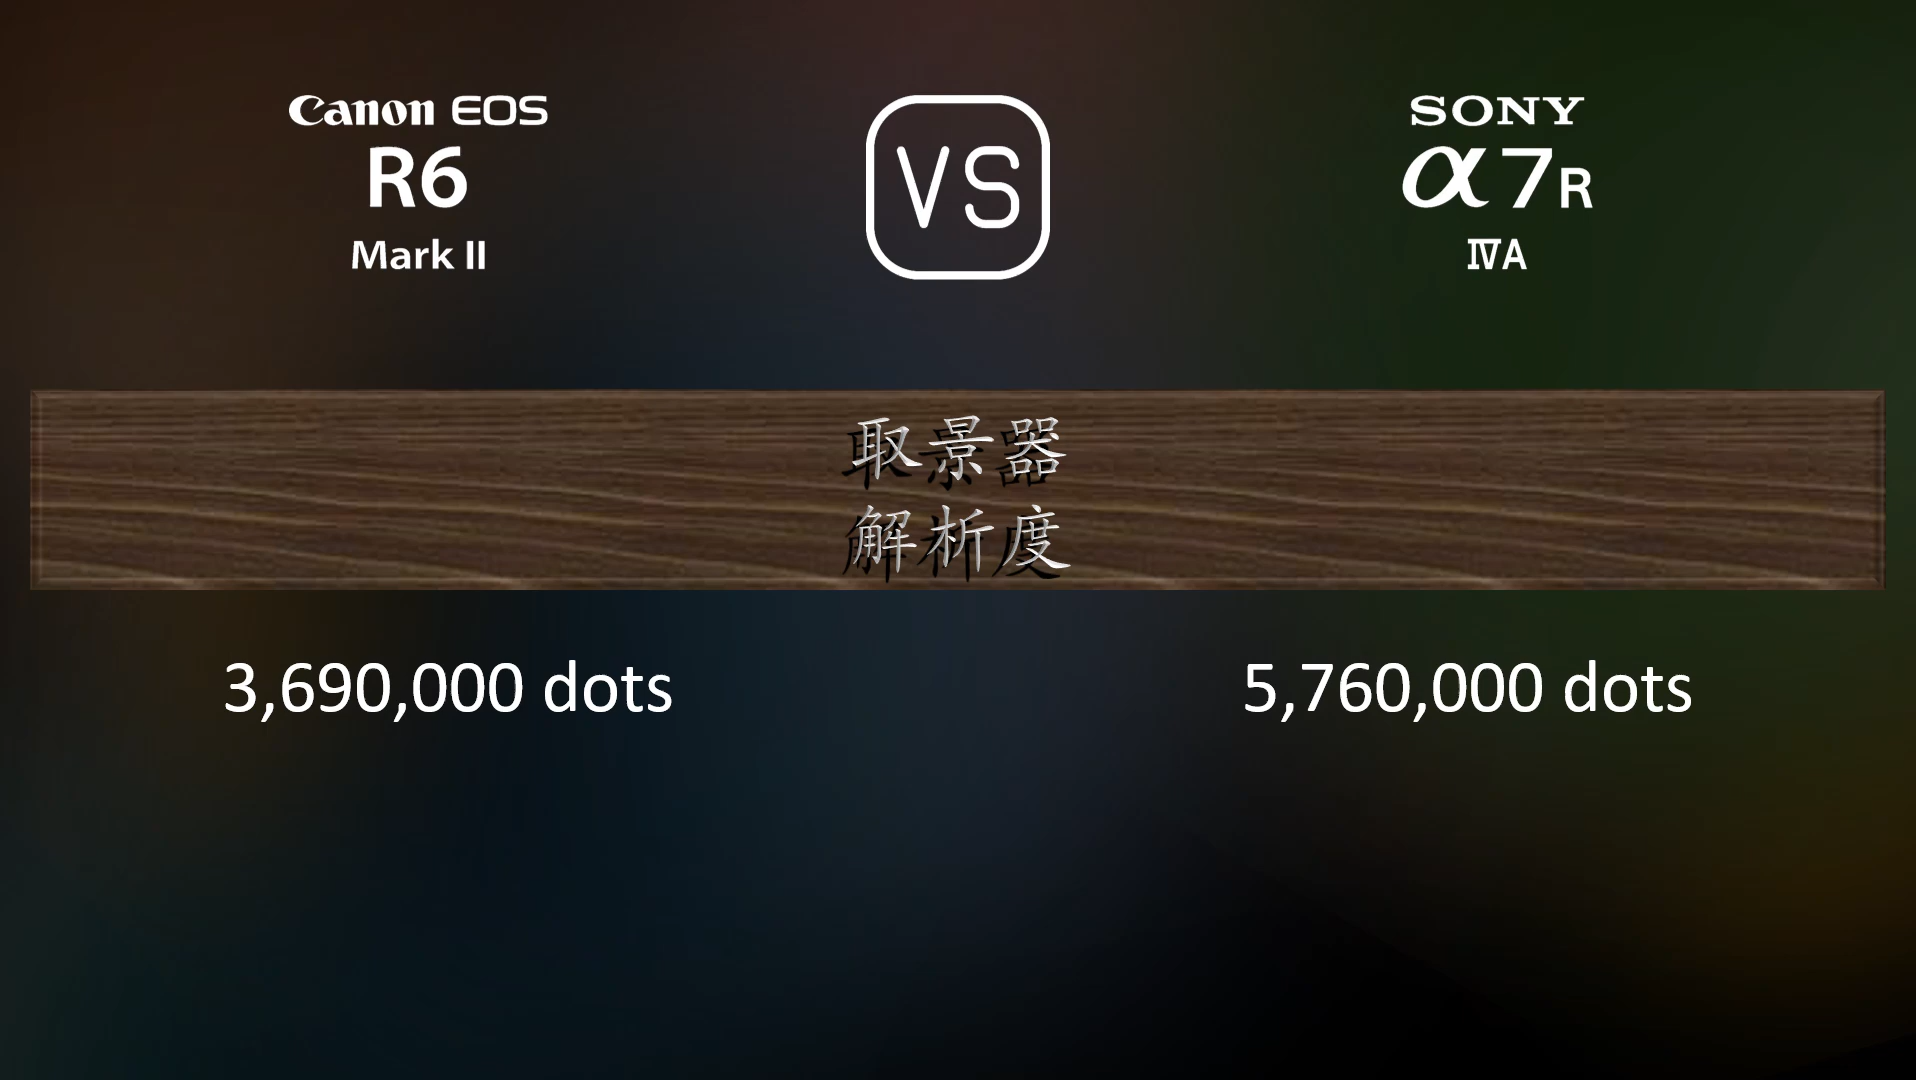 Canon EOS
R6
Mark II
VS
SONY
α7R
ⅣA
取景器
解析度
3,690,000 dots
5,760,000 dots